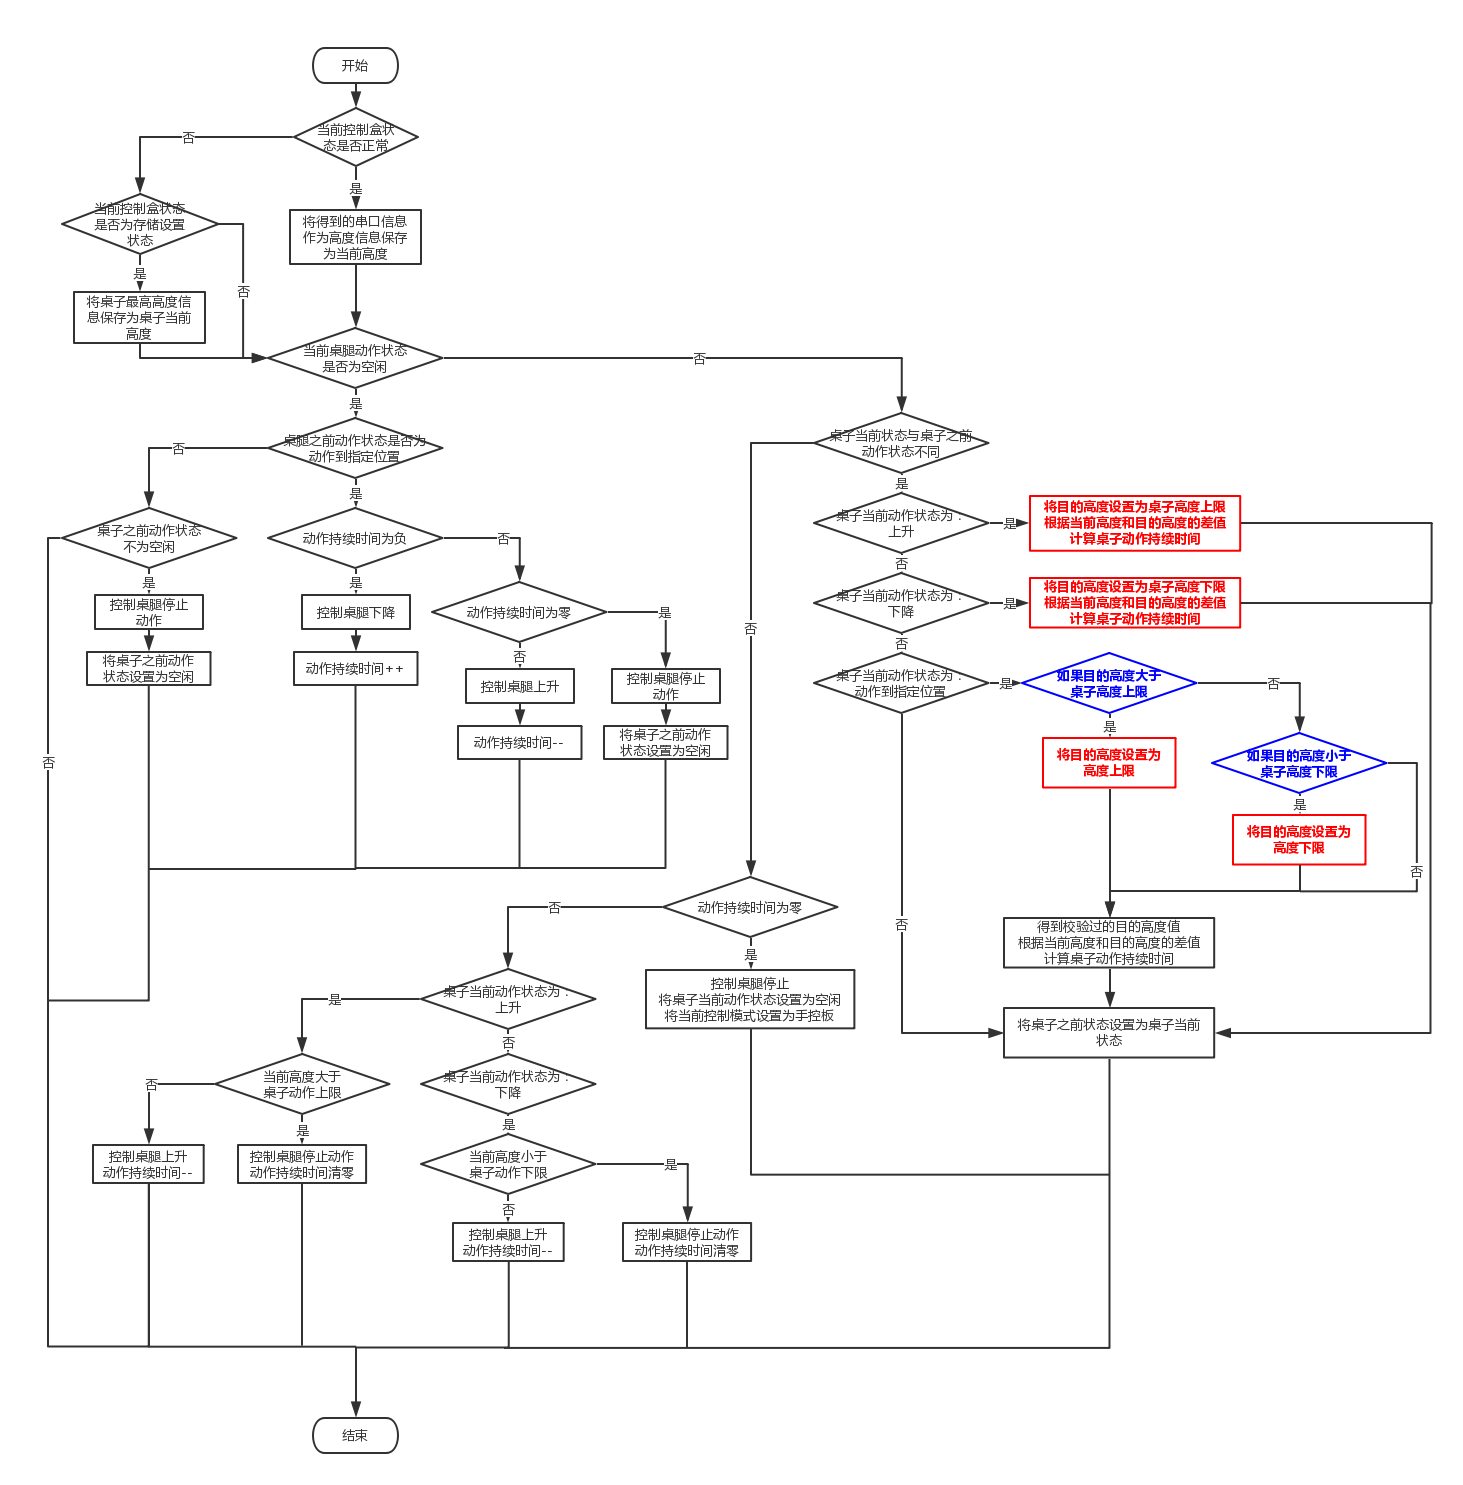 开始
当前控制盒状
态是否正常
否
是
当前控制盒状态
是否为存储设置
状态
将得到的串口信息
作为高度信息保存
为当前高度
是
否
将桌子最高高度信
息保存为桌子当前
高度
当前桌腿动作状态
是否为空闲
否
是
桌腿之前动作状态是否为
动作到指定位置
否
是
桌子之前动作状态
不为空闲
动作持续时间为负
否
是
是
控制桌腿停止
动作
控制桌腿下降
动作持续时间为零
是
否
将桌子之前动作
状态设置为空闲
动作持续时间++
控制桌腿上升
控制桌腿停止
动作
动作持续时间--
将桌子之前动作
状态设置为空闲
否
桌子当前状态与桌子之前
动作状态不同
是
否
桌子当前动作状态为：
上升
是
将目的高度设置为桌子高度上限
根据当前高度和目的高度的差值
计算桌子动作持续时间
否
桌子当前动作状态为：
下降
是
将目的高度设置为桌子高度下限
根据当前高度和目的高度的差值
计算桌子动作持续时间
否
桌子当前动作状态为：
动作到指定位置
是
如果目的高度大于
桌子高度上限
否
是
将目的高度设置为
高度上限
如果目的高度小于
桌子高度下限
是
将目的高度设置为
高度下限
否
否
得到校验过的目的高度值
根据当前高度和目的高度的差值
计算桌子动作持续时间
将桌子之前状态设置为桌子当前
状态
动作持续时间为零
否
是
控制桌腿停止
将桌子当前动作状态设置为空闲
将当前控制模式设置为手控板
桌子当前动作状态为：
上升
是
否
当前高度大于
桌子动作上限
桌子当前动作状态为：
下降
否
是
是
控制桌腿上升
动作持续时间--
控制桌腿停止动作
动作持续时间清零
当前高度小于
桌子动作下限
是
否
控制桌腿上升
动作持续时间--
控制桌腿停止动作
动作持续时间清零
结束